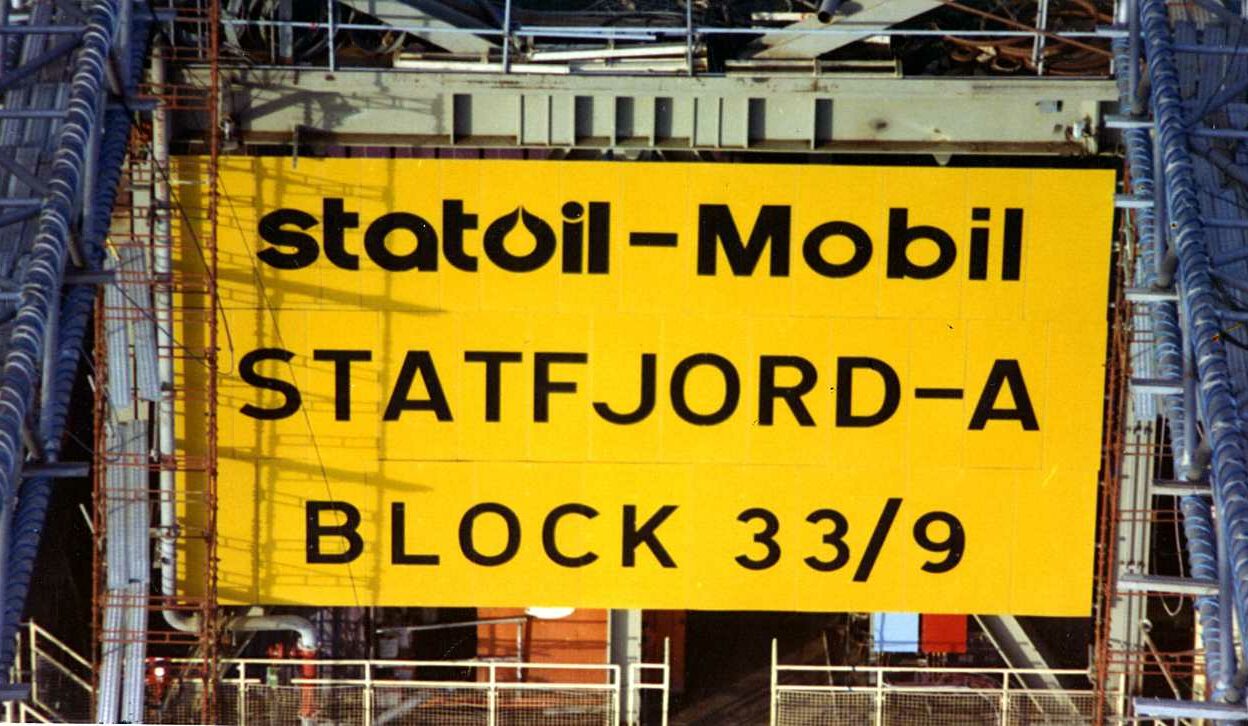 statoil-Mobil
STATFJORD-A
BLOCK 33/9